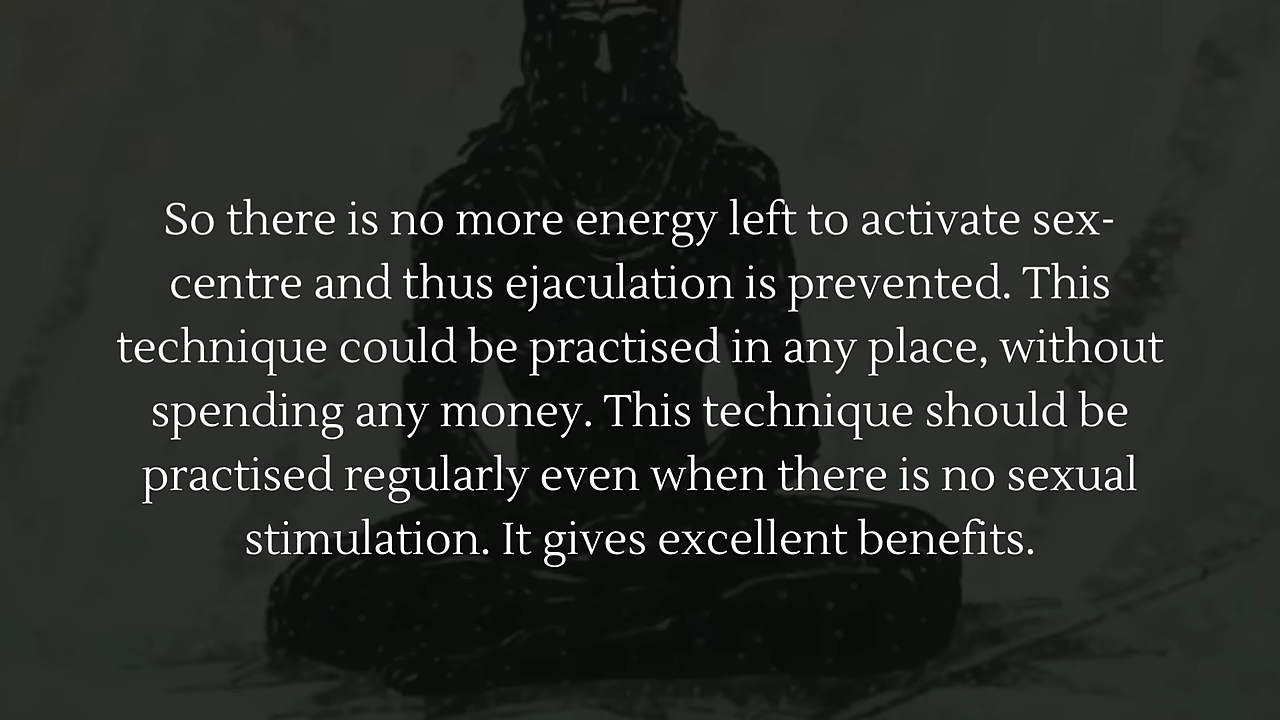 So there is no more energy left to activate sex-
centre and thus ejaculation is prevented. This
technique could be practised in any place, without
spending any money. This technique should be
practised regularly even when there is no sexual
stimulation. It gives excellent benefits.